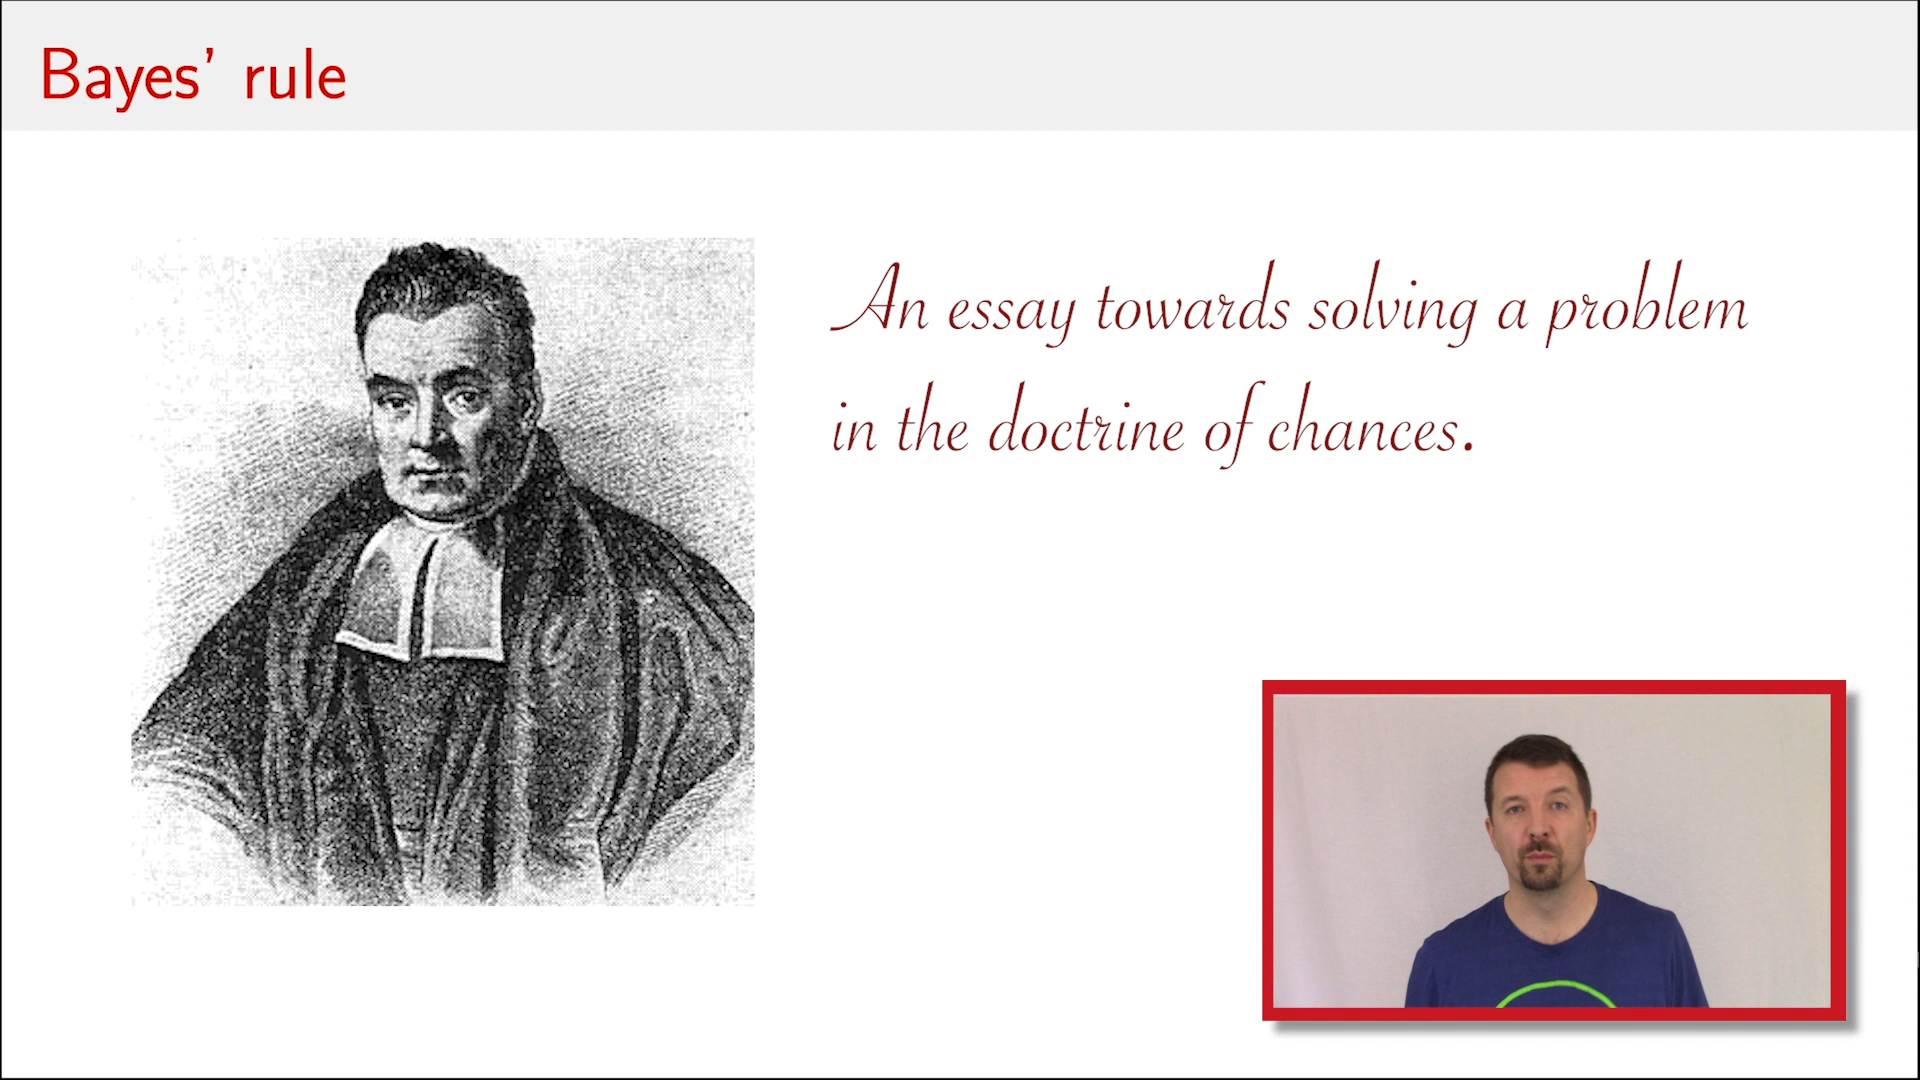 Bayes’ rule
An essay towards solving a problem
in the doctrine of chances.